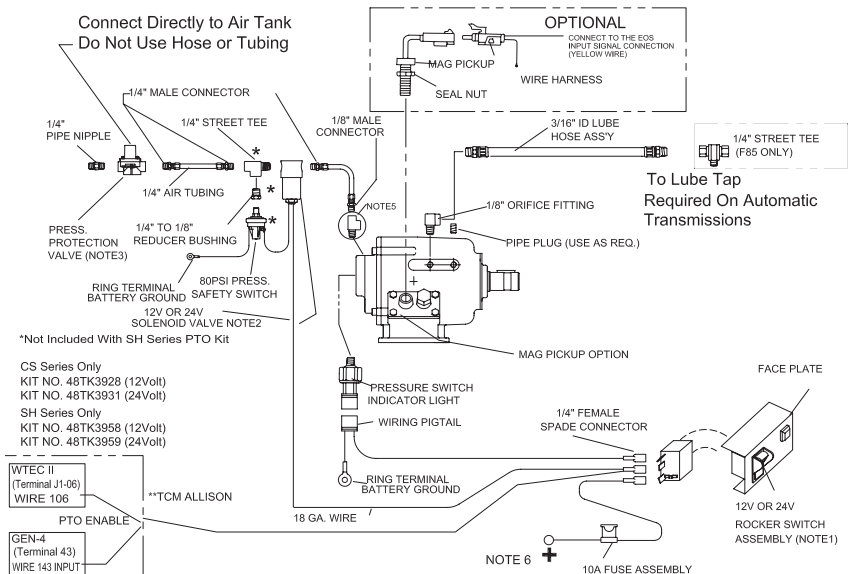 Connect Directly to Air Tank
Do Not Use Hose or Tubing
OPTIONAL
CONNECT TO THE EOS
INPUT SIGNAL CONNECTION
(YELLOW WIRE)
MAG PICKUP
WIRE HARNESS
SEAL NUT
1/4" MALE CONNECTOR
1/4"
PIPE NIPPLE
1/4" STREET TEE
1/8" MALE
CONNECTOR
3/16" ID LUBE
HOSE ASS'Y
1/4" STREET TEE
(F85 ONLY)
*
*
*
1/4" AIR TUBING
NOTE5
To Lube Tap
Required On Automatic
Transmissions
1/8" ORIFICE FITTING
PIPE PLUG (USE AS REQ.)
PRESS.
PROTECTION
VALVE (NOTE3)
1/4" TO 1/8"
REDUCER BUSHING
RING TERMINAL
BATTERY GROUND
80PSI PRESS.
SAFETY SWITCH
12V OR 24V
SOLENOID VALVE NOTE2
*Not Included With SH Series PTO Kit
MAG PICKUP OPTION
CS Series Only
KIT NO. 48TK3928 (12Volt)
KIT NO. 48TK3931 (24Volt)
SH Series Only
KIT NO. 48TK3958 (12Volt)
KIT NO. 48TK3959 (24Volt)
PRESSURE SWITCH
INDICATOR LIGHT
WIRING PIGTAIL
1/4" FEMALE
SPADE CONNECTOR
FACE PLATE
RING TERMINAL
BATTERY GROUND
WTEC II
(Terminal J1-06)
WIRE 106
**TCM ALLISON
PTO ENABLE
18 GA. WIRE
GEN-4
(Terminal 43)
WIRE 143 INPUT
NOTE 6 +
10A FUSE ASSEMBLY
12V OR 24V
ROCKER SWITCH
ASSEMBLY (NOTE1)